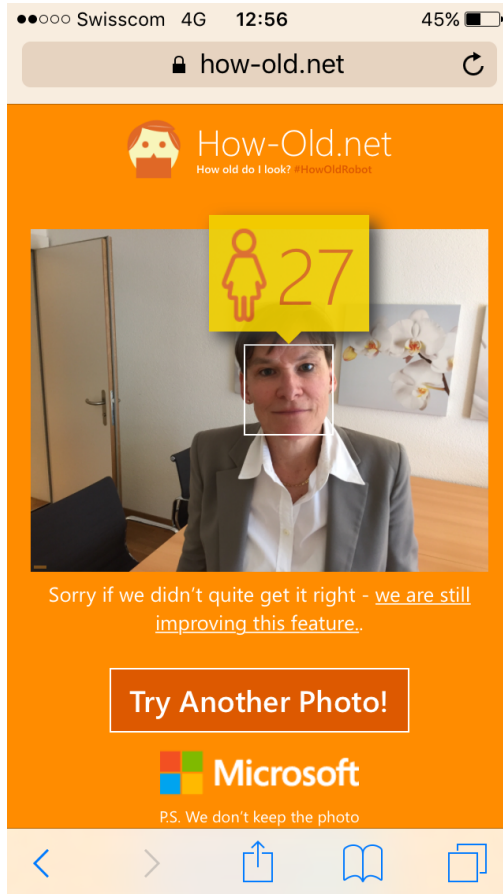 Swisscom 4G 12:56 45%
how-old.net
How-Old.net
How old do I look? #HowOldRobot
27
Sorry if we didn't quite get it right - we are still
improving this feature..
Try Another Photo!
Microsoft
P.S. We don't keep the photo